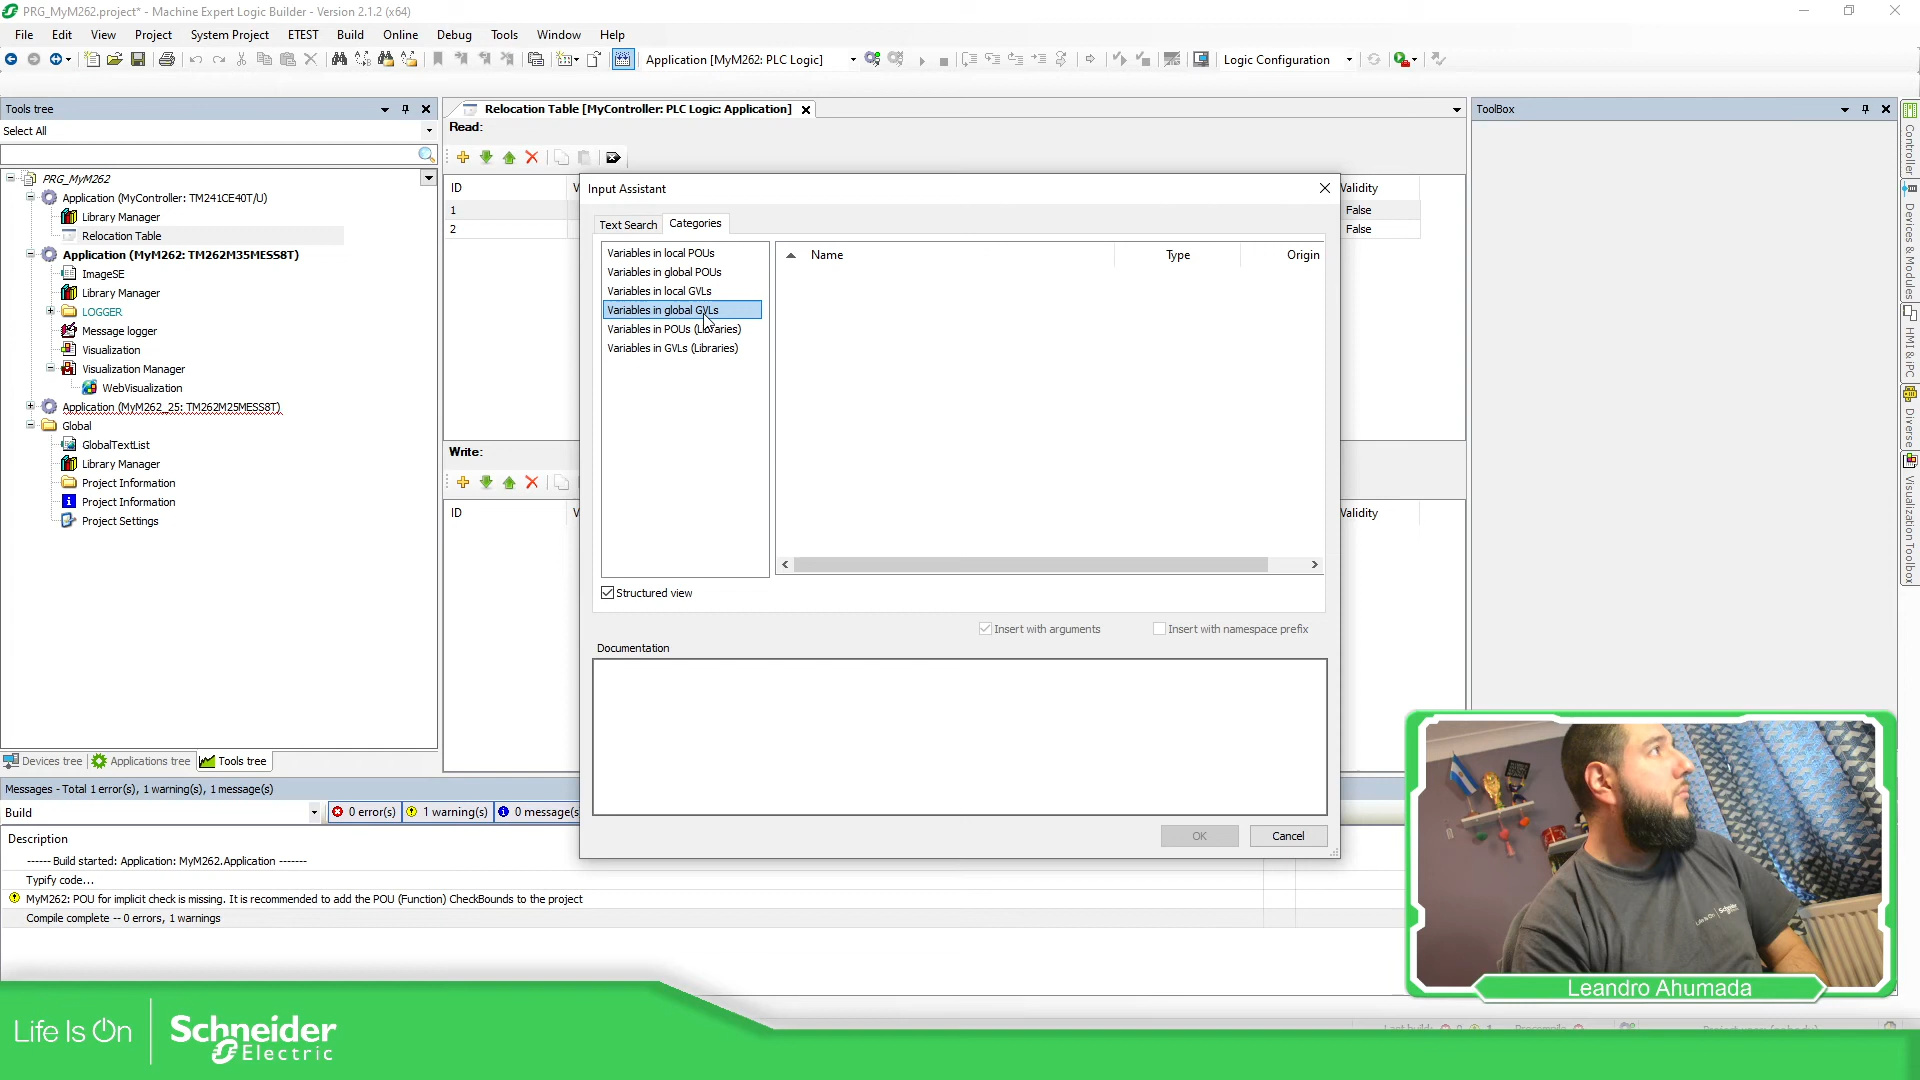 PRG_MyM262.project* - Machine Expert Logic Builder - Version 2.1.2 (x64)
File Edit View Project System Project ETEST Build Online Debug Tools Window Help
Application [MyM262: PLC Logic] Logic Configuration
Tools tree
Select All
PRG_MyM262
Application (MyController: TM241CE40T/U)
Library Manager
Relocation Table
Application (MyM262: TM262M35MESS8T)
ImageSE
Library Manager
LOGGER
Message logger
Visualization
Visualization Manager
WebVisualization
Application (MyM262_25: TM262M25MESS8T)
Global
GlobalTextList
Library Manager
Project Information
Project Information
Project Settings
Devices tree Applications tree Tools tree
Relocation Table [MyController: PLC Logic: Application]
Read:
ID V Validity
1 False
2 False
Write:
ID V Validity
Input Assistant
Text Search Categories
Variables in local POUs
Variables in global POUs
Variables in local GVLs
Variables in global GVLs
Variables in POUs (Libraries)
Variables in GVLs (Libraries)
Name Type Origin
Structured view
Insert with arguments Insert with namespace prefix
Documentation
OK Cancel
ToolBox
Controller
Devices & Modules
HMI & iPC
Diverse
Visualization Toolbox
Messages - Total 1 error(s), 1 warning(s), 1 message(s)
Build 0 error(s) 1 warning(s) 0 message(s
Description
------ Build started: Application: MyM262.Application -------
Typify code...
MyM262: POU for implicit check is missing. It is recommended to add the POU (Function) CheckBounds to the project
Compile complete -- 0 errors, 1 warnings
Leandro Ahumada
Life Is On Schneider Electric